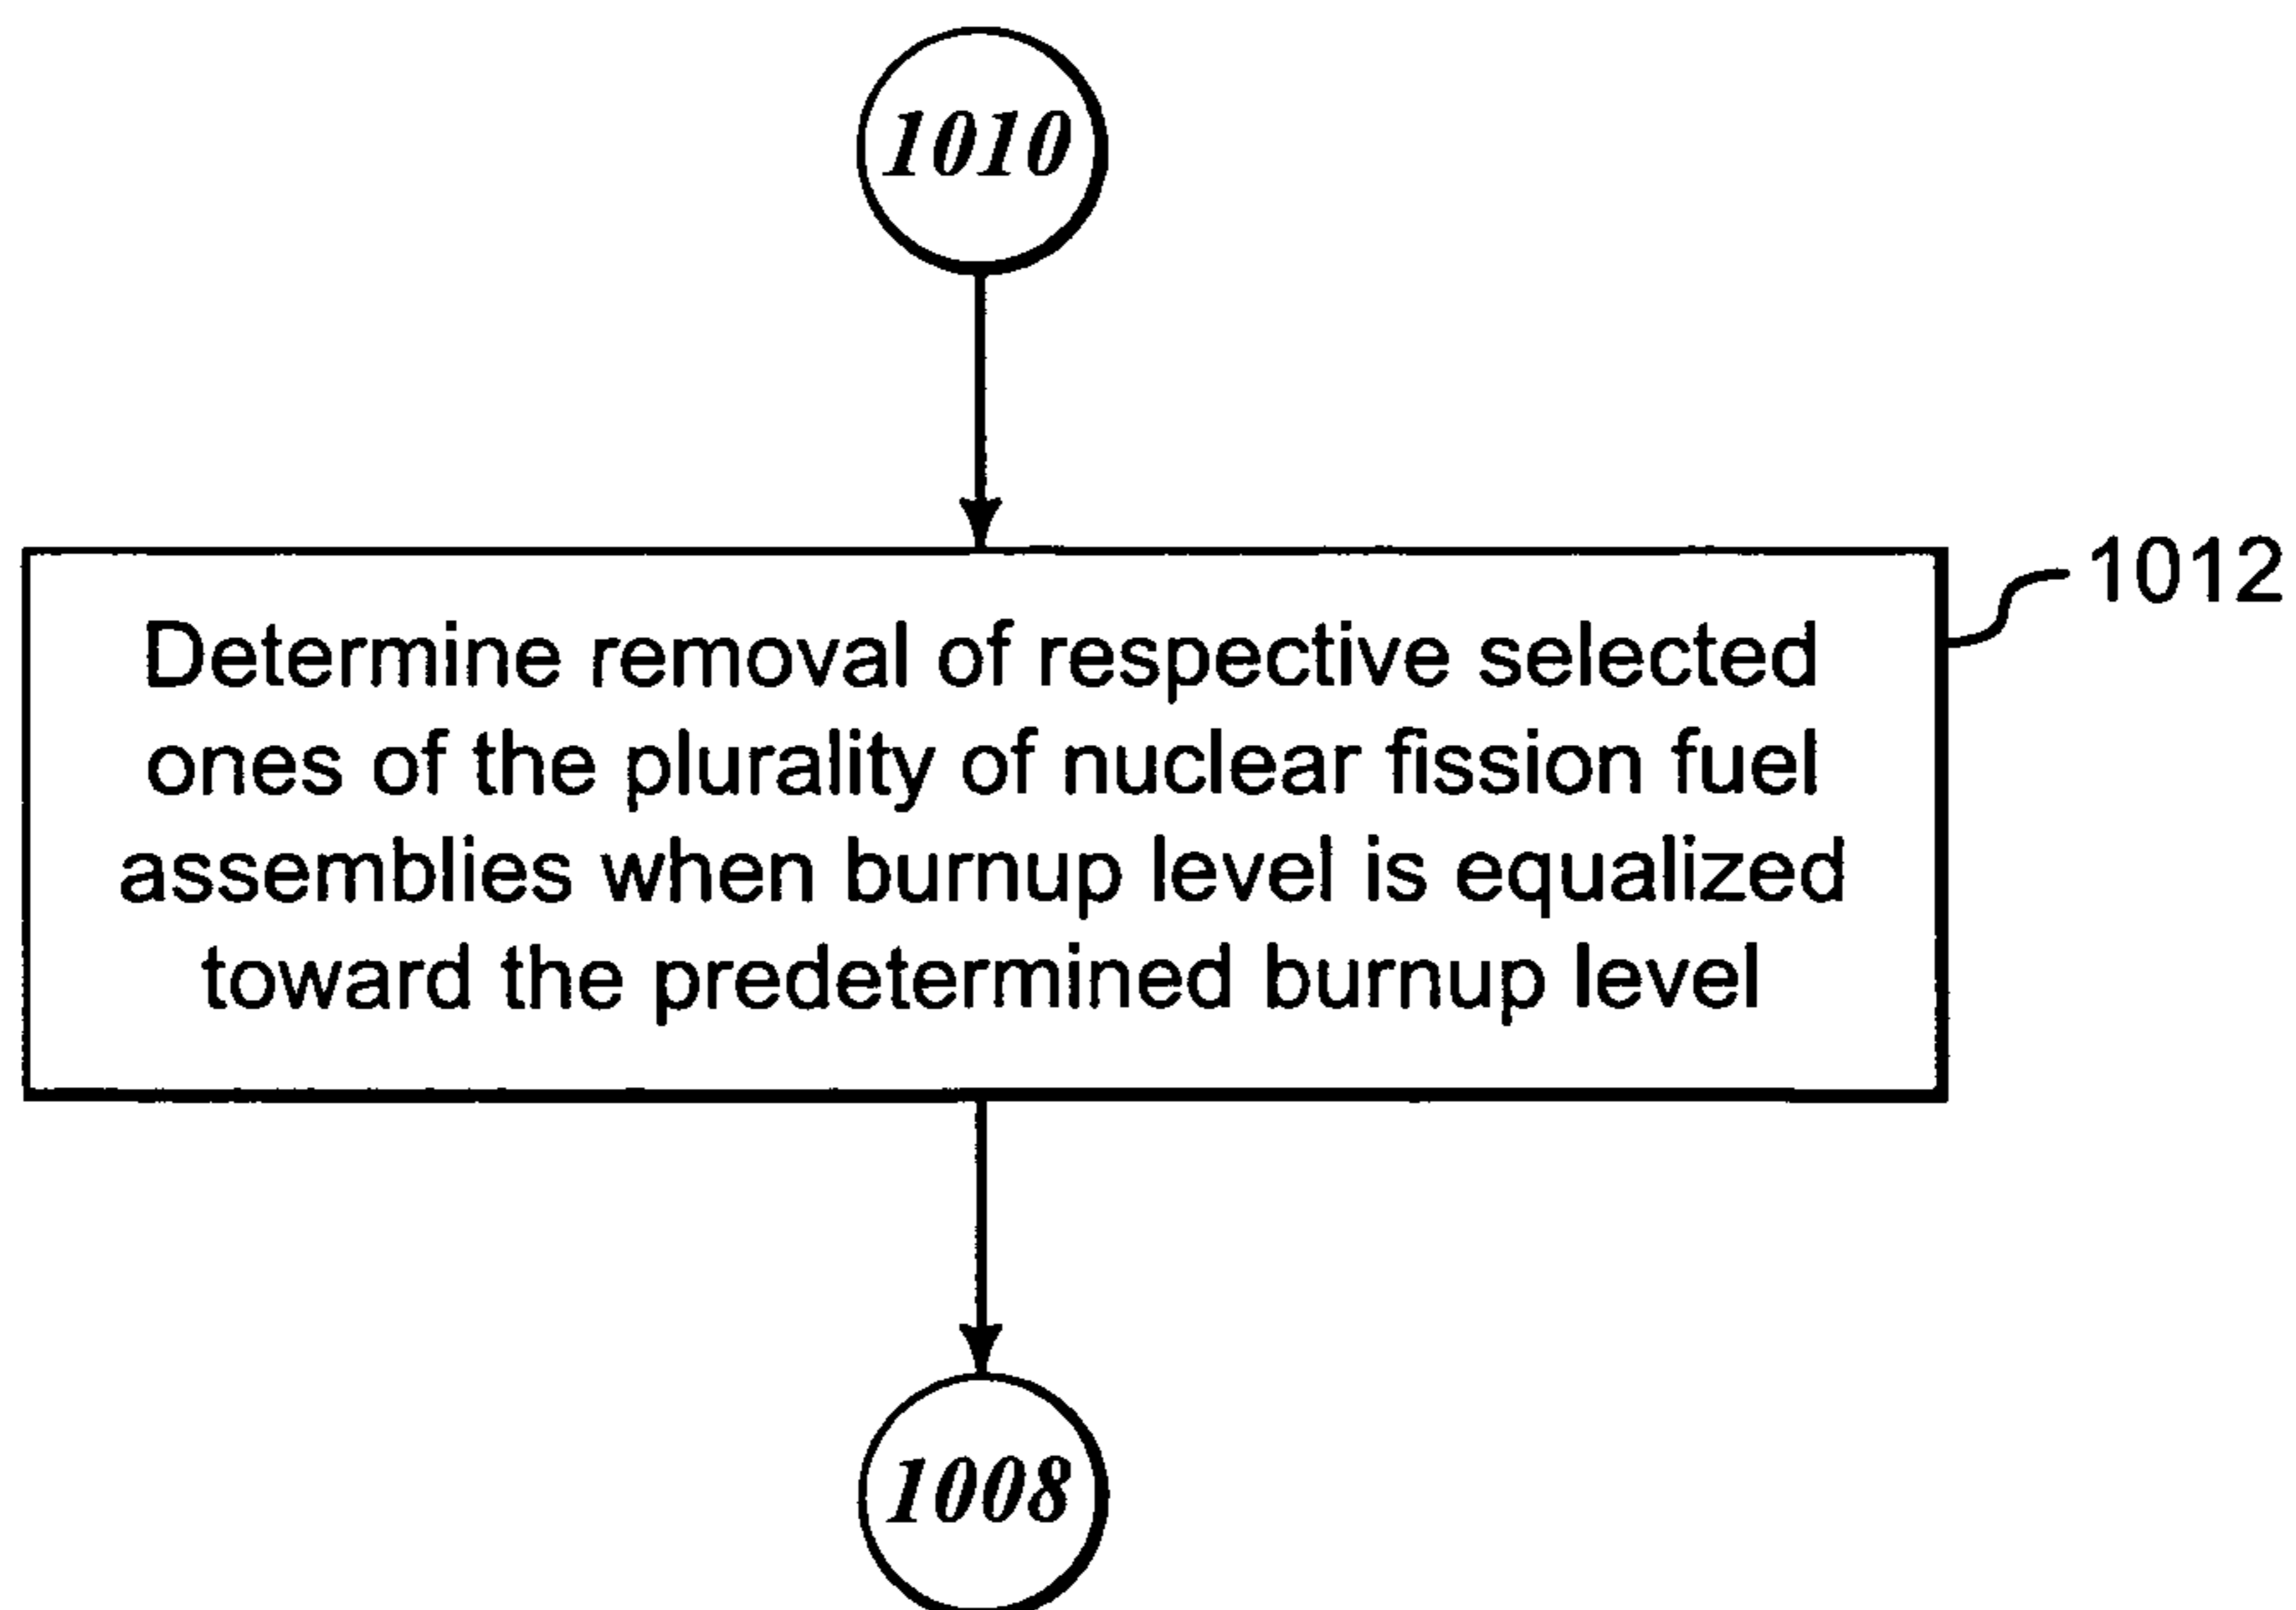 1010
1012
Determine removal of respective selected
ones of the plurality of nuclear fission fuel
assemblies when burnup level is equalized
toward the predetermined burnup level
1008